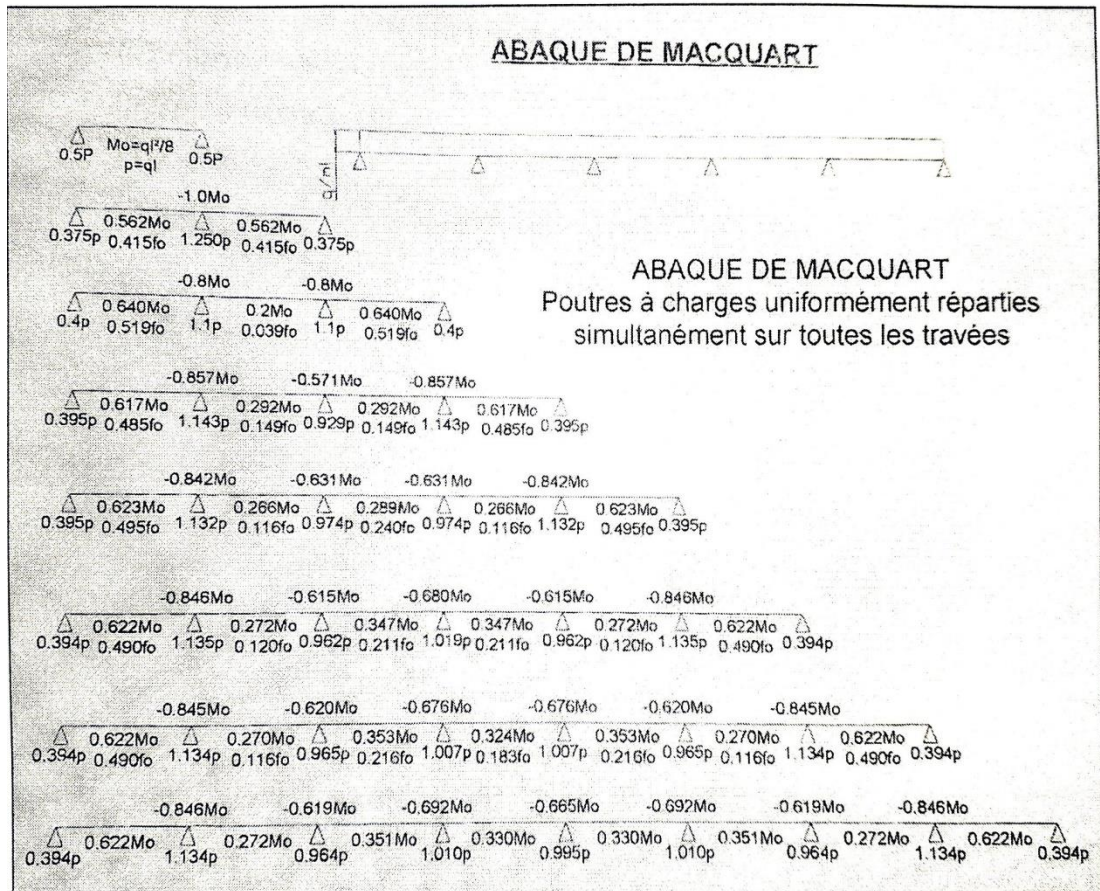 ABAQUE DE MACQUART
Mo=ql²/8
0.5P 0.5P
p=ql
q/ml
-1.0Mo
0.562Mo 0.562Mo
0.375p 0.415fo 1.250p 0.415fo 0.375p
ABAQUE DE MACQUART
Poutres à charges uniformément réparties
simultanément sur toutes les travées
-0.8Mo -0.8Mo
0.640Mo 0.2Mo 0.640Mo
0.4p 0.519fo 1.1p 0.039fo 1.1p 0.519fo 0.4p
-0.857Mo -0.571Mo -0.857Mo
0.617Mo 0.292Mo 0.292Mo 0.617Mo
0.395p 0.485fo 1.143p 0.149fo 0.929p 0.149fo 1.143p 0.485fo 0.395p
-0.842Mo -0.631Mo -0.631Mo -0.842Mo
0.623Mo 0.266Mo 0.289Mo 0.266Mo 0.623Mo
0.395p 0.495fo 1.132p 0.116fo 0.974p 0.240fo 0.974p 0.116fo 1.132p 0.495fo 0.395p
-0.846Mo -0.615Mo -0.680Mo -0.615Mo -0.846Mo
0.622Mo 0.272Mo 0.347Mo 0.347Mo 0.272Mo 0.622Mo
0.394p 0.490fo 1.135p 0.120fo 0.962p 0.211fo 1.019p 0.211fo 0.962p 0.120fo 1.135p 0.490fo 0.394p
-0.845Mo -0.620Mo -0.676Mo -0.676Mo -0.620Mo -0.845Mo
0.622Mo 0.270Mo 0.353Mo 0.324Mo 0.353Mo 0.270Mo 0.622Mo
0.394p 0.490fo 1.134p 0.116fo 0.965p 0.216fo 1.007p 0.183fo 1.007p 0.216fo 0.965p 0.116fo 1.134p 0.490fo 0.394p
-0.846Mo -0.619Mo -0.692Mo -0.665Mo -0.692Mo -0.619Mo -0.846Mo
0.622Mo 0.272Mo 0.351Mo 0.330Mo 0.330Mo 0.351Mo 0.272Mo 0.622Mo
0.394p 1.134p 0.964p 1.010p 0.995p 1.010p 0.964p 1.134p 0.394p